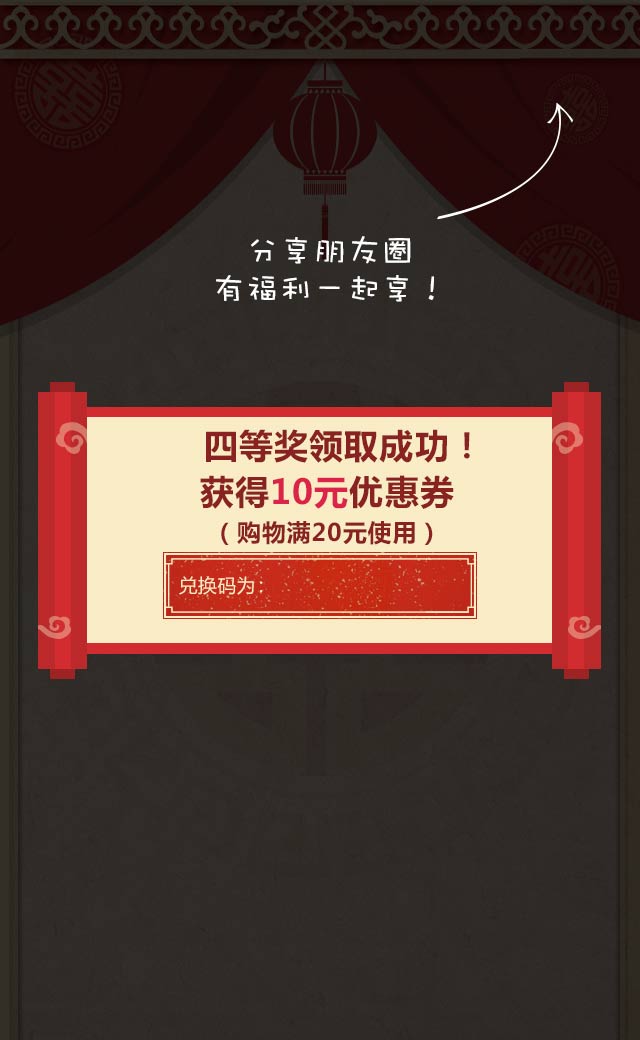 分享朋友圈
有福利一起享！
四等奖领取成功！
获得10元优惠券
（购物满20元使用）
兑换码为：